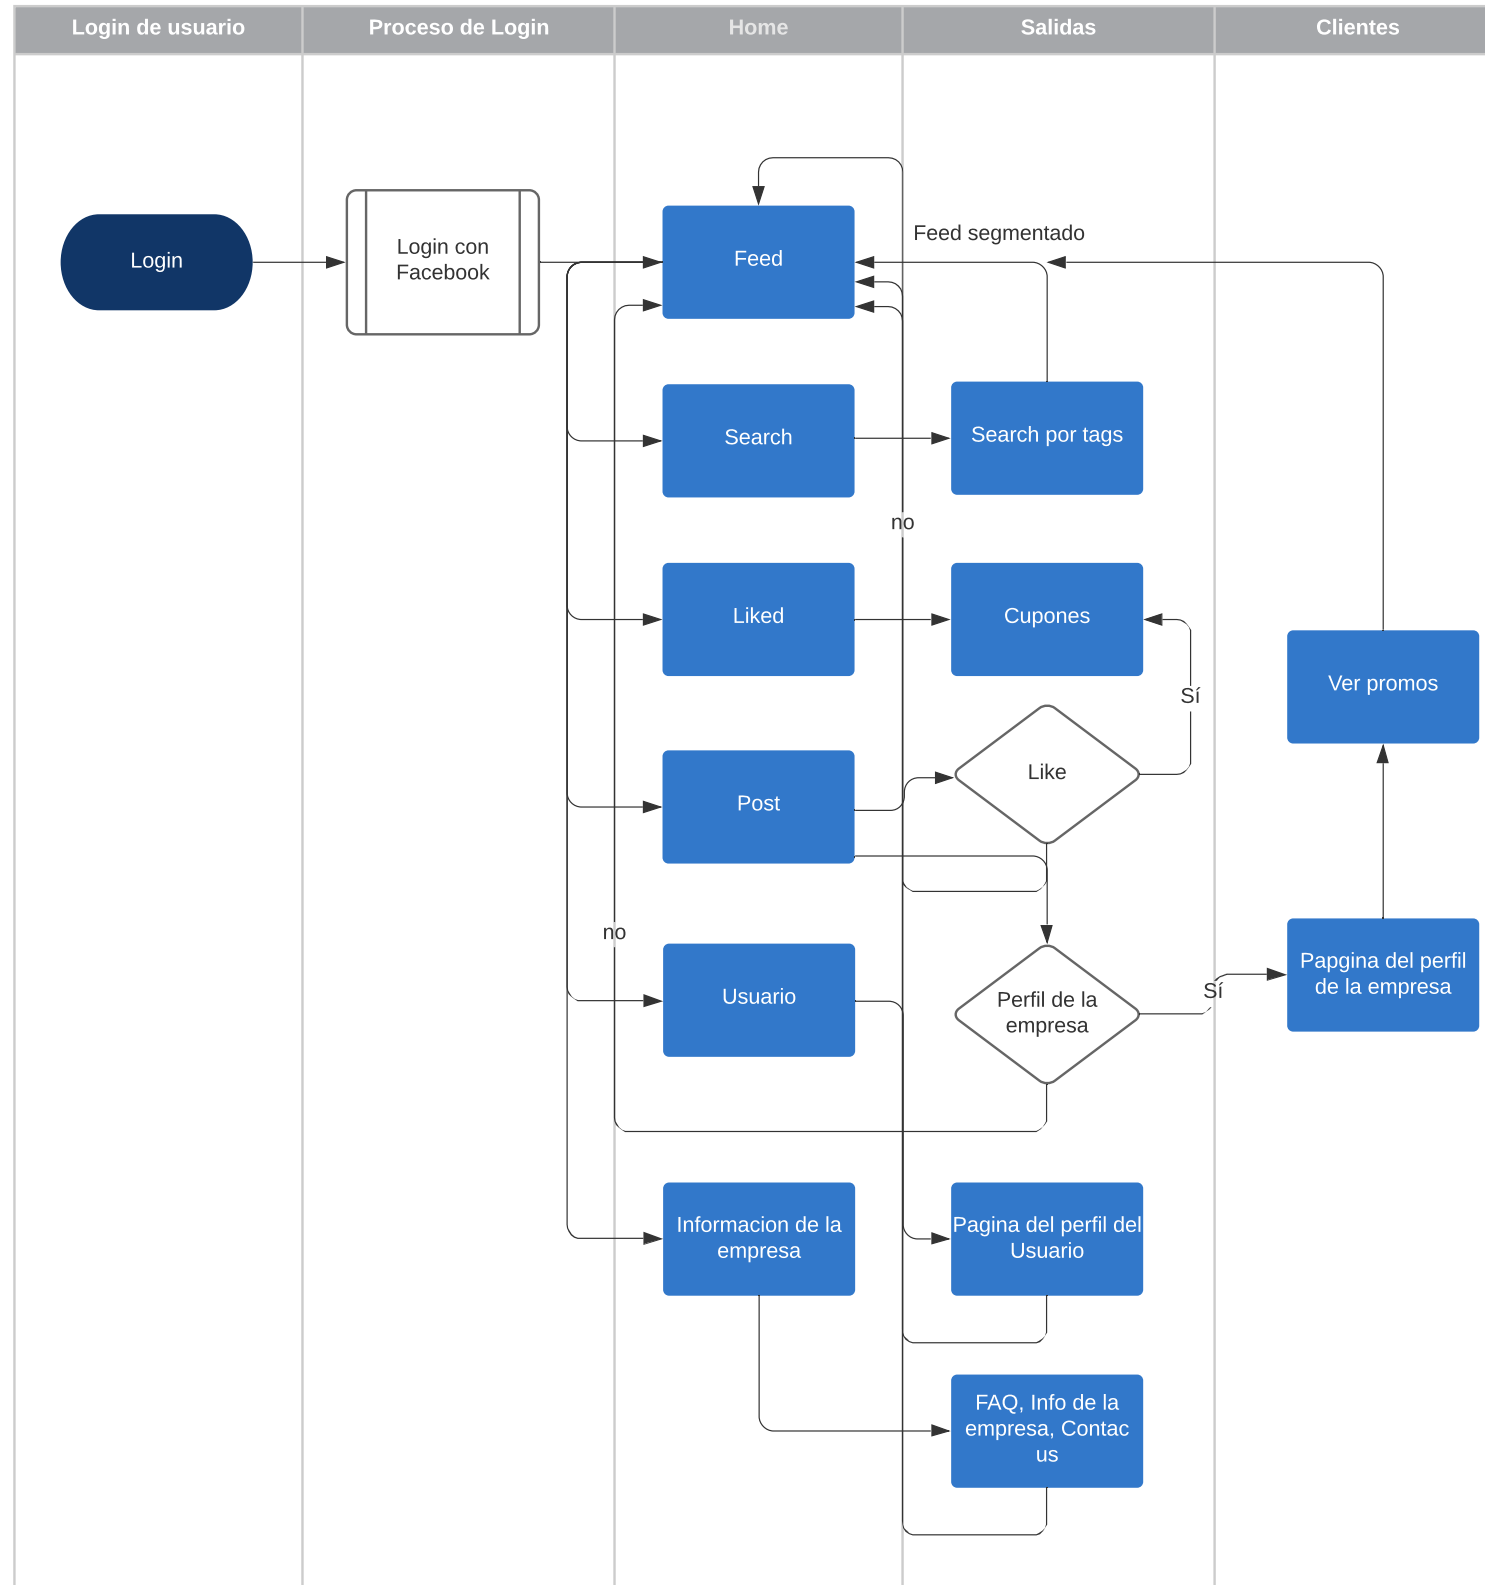 Login de usuario
Proceso de Login
Home
Salidas
Clientes
Login
Login con
Facebook
Feed
Feed segmentado
Search
Search por tags
no
Liked
Cupones
Sí
Ver promos
Post
Like
no
Usuario
Perfil de la
empresa
Sí
Papgina del perfil
de la empresa
Informacion de la
empresa
Pagina del perfil del
Usuario
FAQ, Info de la
empresa, Contac
us